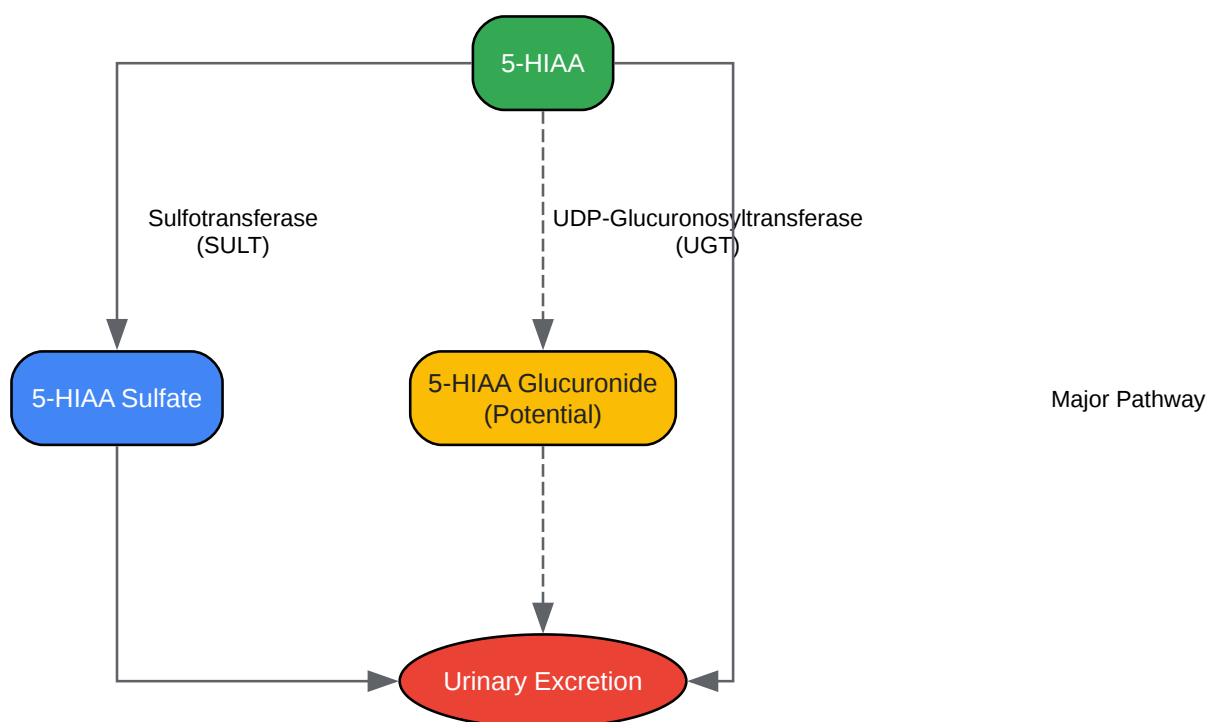 5-HIAA
Sulfotransferase
(SULT)
UDP-Glucuronosyltransferase
(UGT)
5-HIAA Sulfate
5-HIAA Glucuronide
(Potential)
Major Pathway
Urinary Excretion